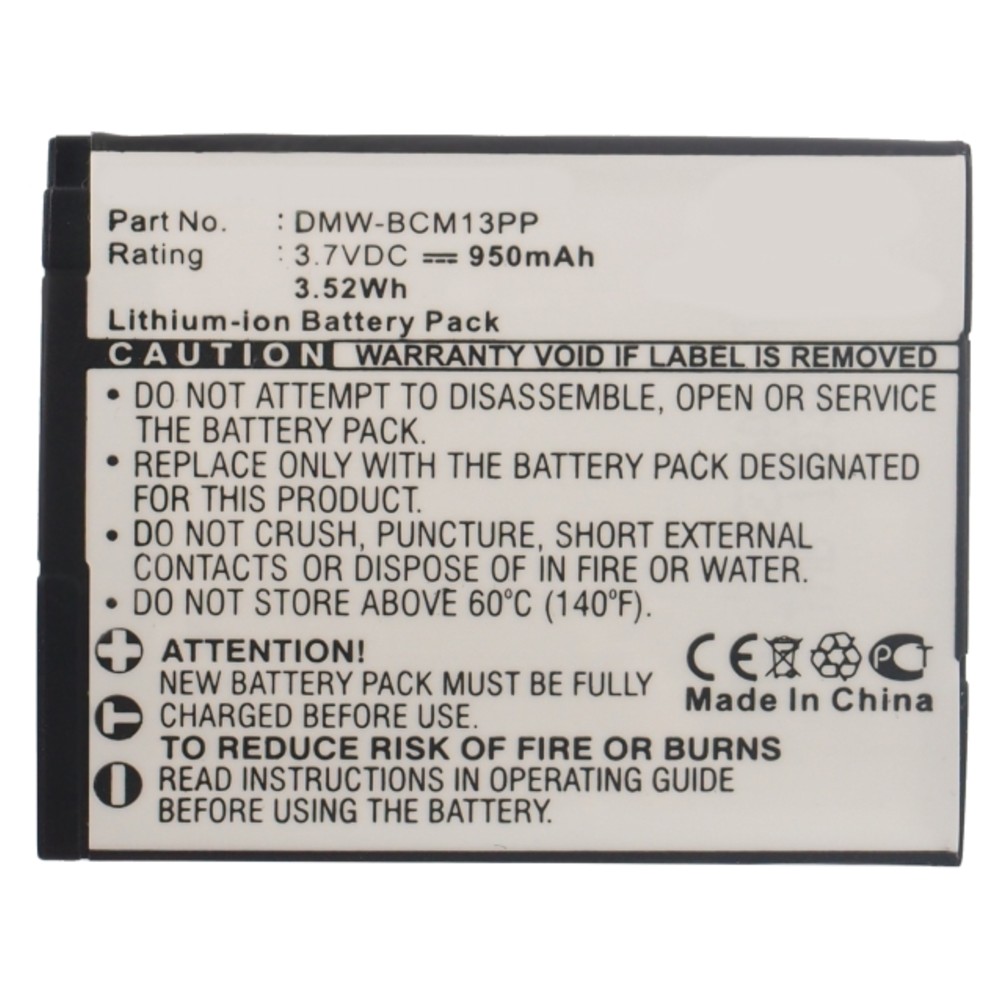 Part No. : DMW-BCM13PP
Rating : 3.7VDC ⎓ 950mAh
3.52Wh
Lithium-ion Battery Pack
CAUTION WARRANTY VOID IF LABEL IS REMOVED
• DO NOT ATTEMPT TO DISASSEMBLE, OPEN OR SERVICE
THE BATTERY PACK.
• REPLACE ONLY WITH THE BATTERY PACK DESIGNATED
FOR THIS PRODUCT.
• DO NOT CRUSH, PUNCTURE, SHORT EXTERNAL
CONTACTS OR DISPOSE OF IN FIRE OR WATER.
• DO NOT STORE ABOVE 60°C (140°F).
+ ATTENTION!
NEW BATTERY PACK MUST BE FULLY
T CHARGED BEFORE USE.
TO REDUCE RISK OF FIRE OR BURNS
− READ INSTRUCTIONS IN OPERATING GUIDE
BEFORE USING THE BATTERY.
CE PCT
Made In China